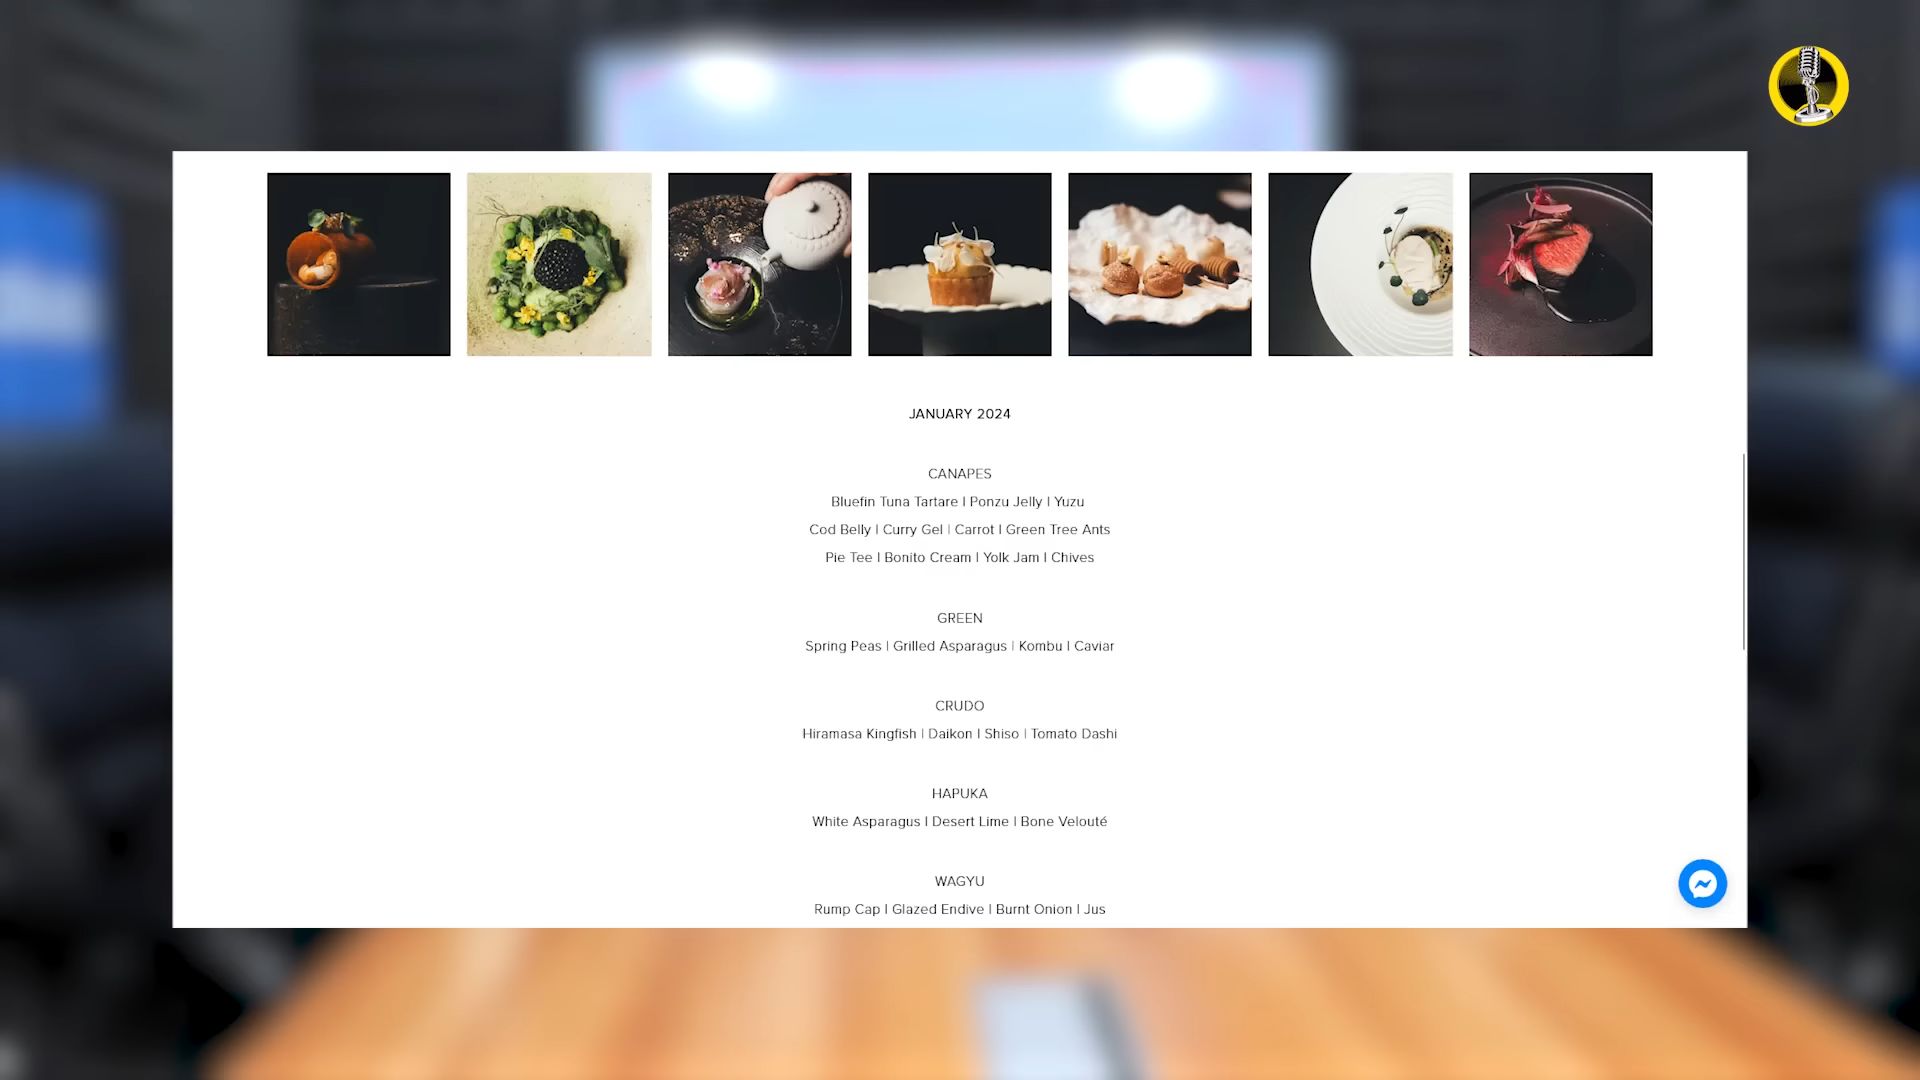 JANUARY 2024
CANAPES
Bluefin Tuna Tartare | Ponzu Jelly | Yuzu
Cod Belly | Curry Gel | Carrot | Green Tree Ants
Pie Tee | Bonito Cream | Yolk Jam | Chives
GREEN
Spring Peas | Grilled Asparagus | Kombu | Caviar
CRUDO
Hiramasa Kingfish | Daikon | Shiso | Tomato Dashi
HAPUKA
White Asparagus | Desert Lime | Bone Velouté
WAGYU
Rump Cap | Glazed Endive | Burnt Onion | Jus